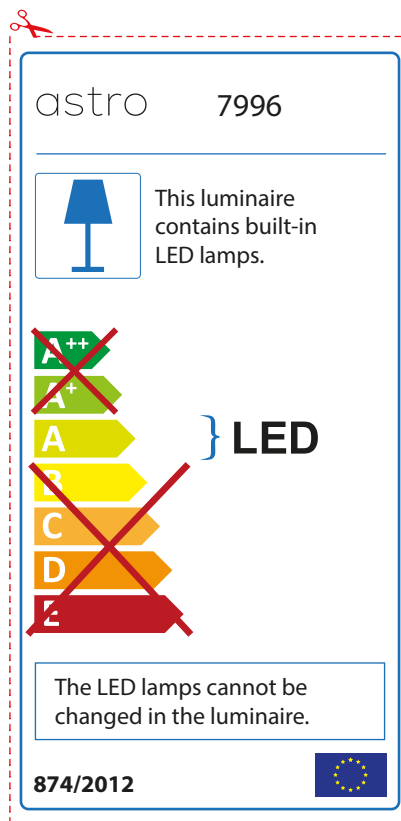 astro 7996
This luminaire
contains built-in
LED lamps.
A++
A+
A
LED
B
C
D
E
The LED lamps cannot be
changed in the luminaire.
874/2012